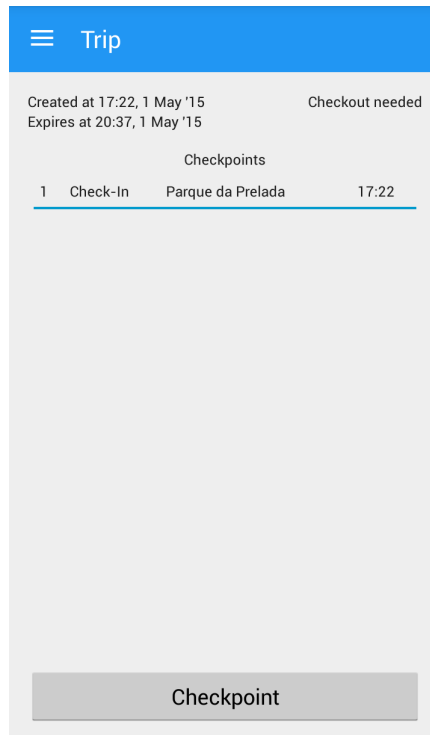 Trip
Created at 17:22, 1 May '15 Checkout needed
Expires at 20:37, 1 May '15
Checkpoints
1 Check-In Parque da Prelada 17:22
Checkpoint